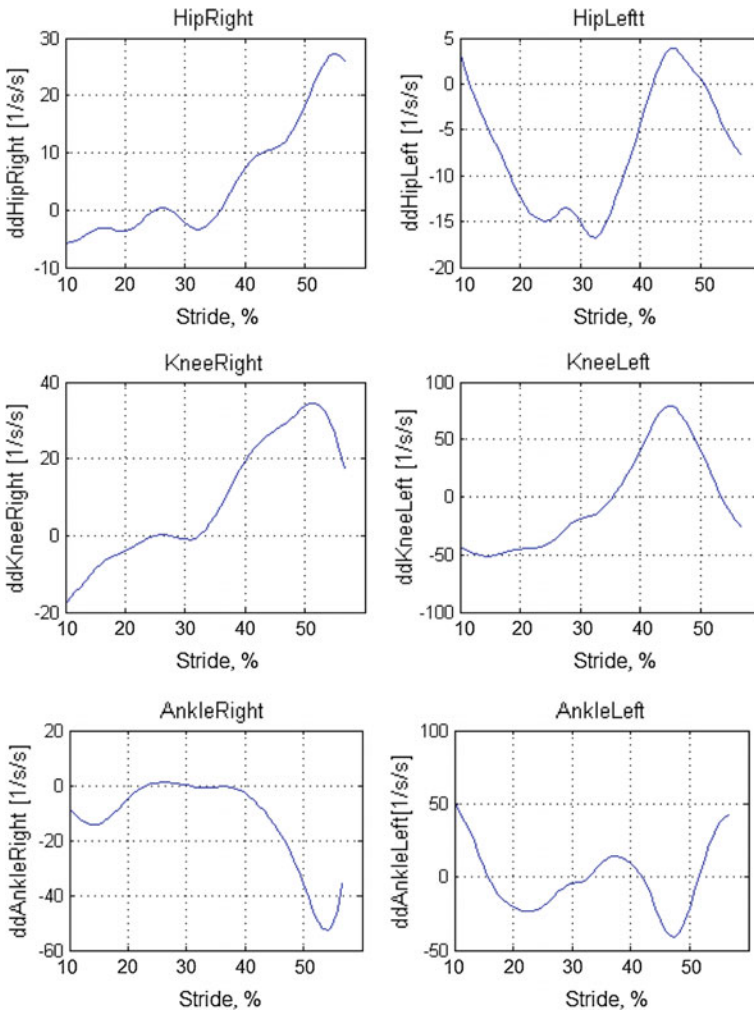 HipRight
ddHipRight [1/s/s]
30
20
10
0
-10
10 20 30 40 50
Stride, %
HipLeftt
ddHipLeft [1/s/s]
5
0
-5
-10
-15
-20
10 20 30 40 50
Stride, %
KneeRight
ddKneeRight [1/s/s]
40
20
0
-20
10 20 30 40 50
Stride, %
KneeLeft
ddKneeLeft [1/s/s]
100
50
0
-50
-100
10 20 30 40 50
Stride, %
AnkleRight
ddAnkleRight [1/s/s]
20
0
-20
-40
-60
10 20 30 40 50
Stride, %
AnkleLeft
ddAnkleLeft[1/s/s]
100
50
0
-50
10 20 30 40 50
Stride, %